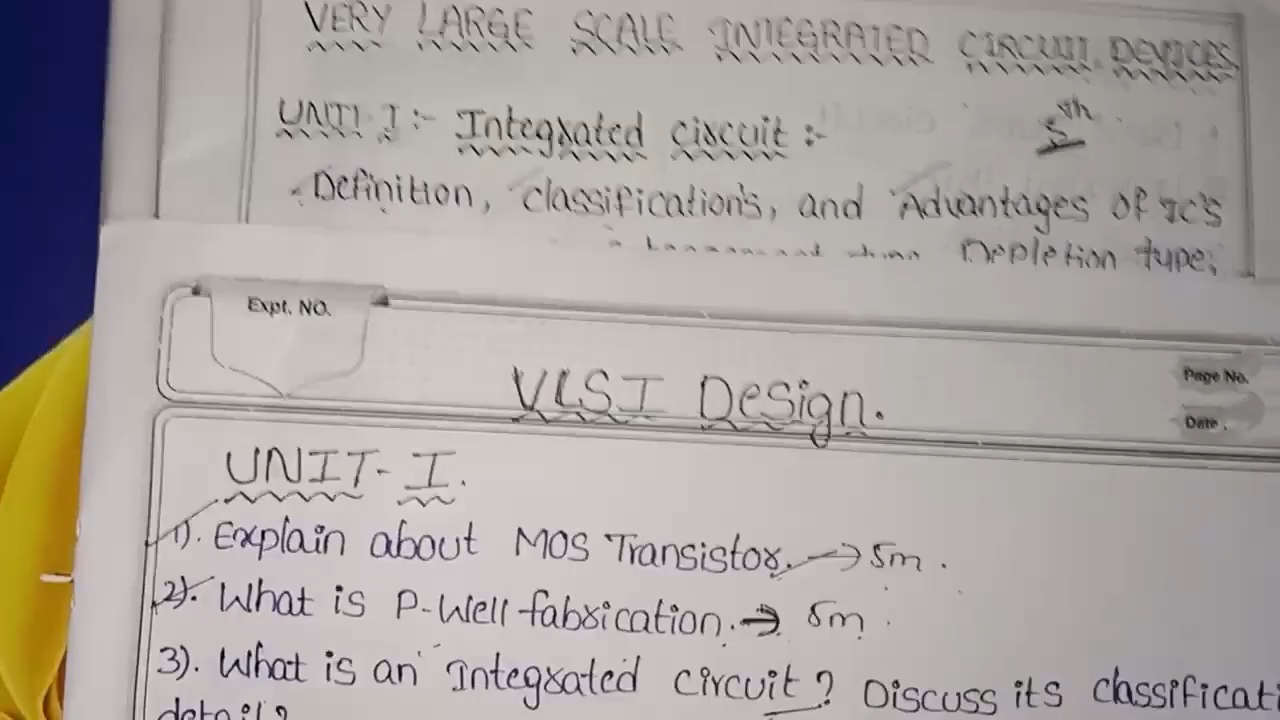 VERY LARGE SCALE INTEGRATED CIRCUIT DEVICES
UNIT I :- Integrated circuit :-
5th
Definition, classifications, and Advantages of IC's
Depletion type,
Expt. NO.
VLSI Design.
Page No.
Date.
UNIT- I.
1). Explain about MOS Transistor. → 5m.
2). What is P-Well fabrication. → 5m.
3). What is an Integrated circuit? Discuss its classificati
detail?